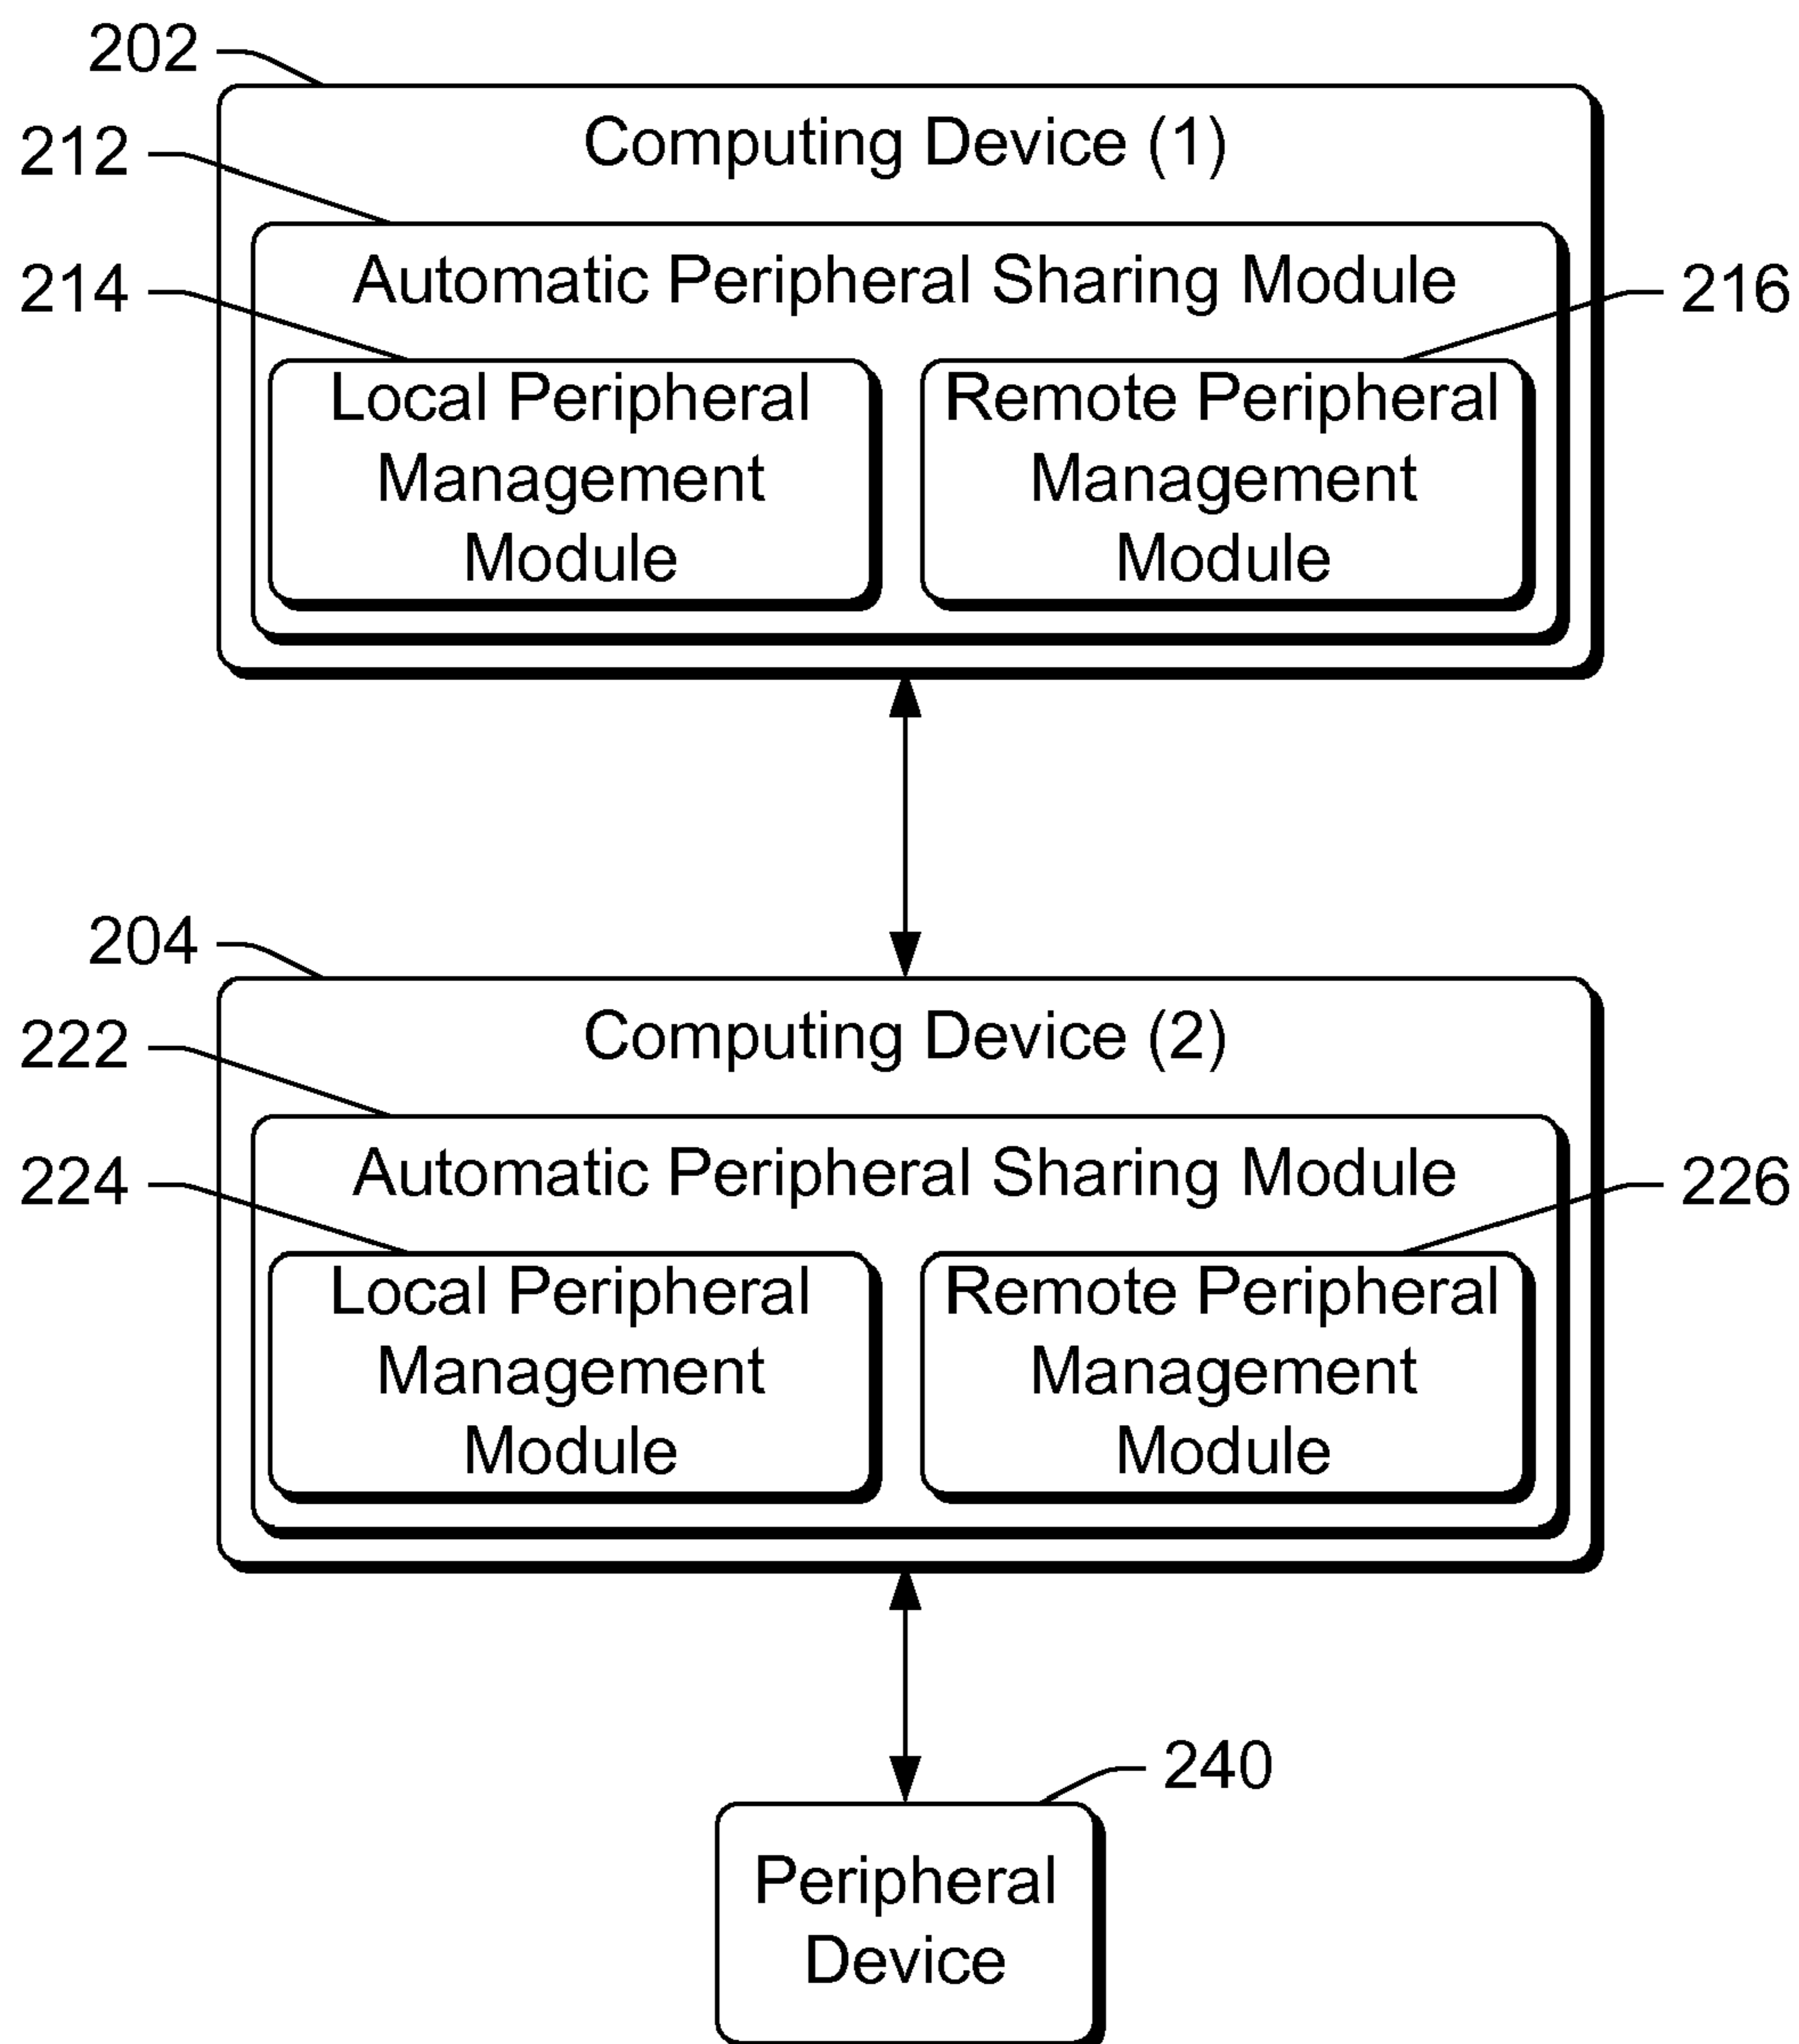 202
Computing Device (1)
212
Automatic Peripheral Sharing Module
214
216
Local Peripheral
Management
Module
Remote Peripheral
Management
Module
204
Computing Device (2)
222
Automatic Peripheral Sharing Module
224
226
Local Peripheral
Management
Module
Remote Peripheral
Management
Module
240
Peripheral
Device